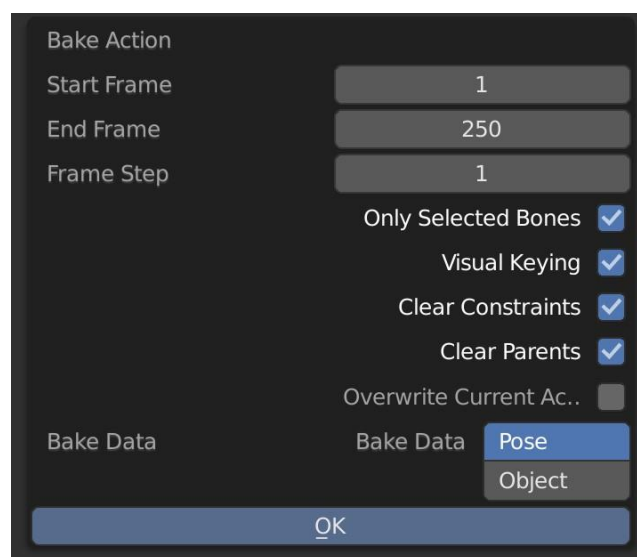 Bake Action
Start Frame 1
End Frame 250
Frame Step 1
Only Selected Bones
Visual Keying
Clear Constraints
Clear Parents
Overwrite Current Ac..
Bake Data Bake Data Pose
Object
OK